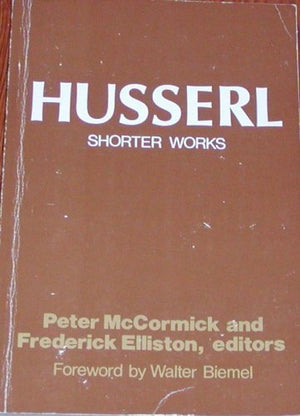 HUSSERL
SHORTER WORKS
Peter McCormick and
Frederick Elliston, editors
Foreword by Walter Biemel